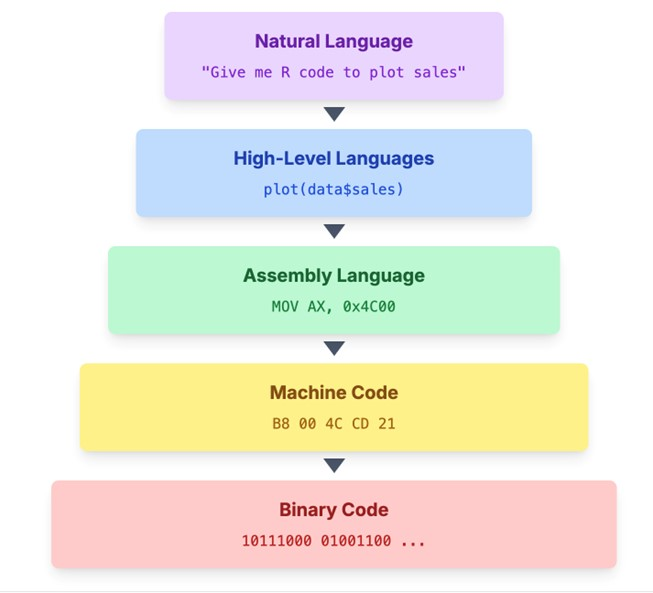 Natural Language
"Give me R code to plot sales"
High-Level Languages
plot(data$sales)
Assembly Language
MOV AX, 0x4C00
Machine Code
B8 00 4C CD 21
Binary Code
10111000 01001100 ...